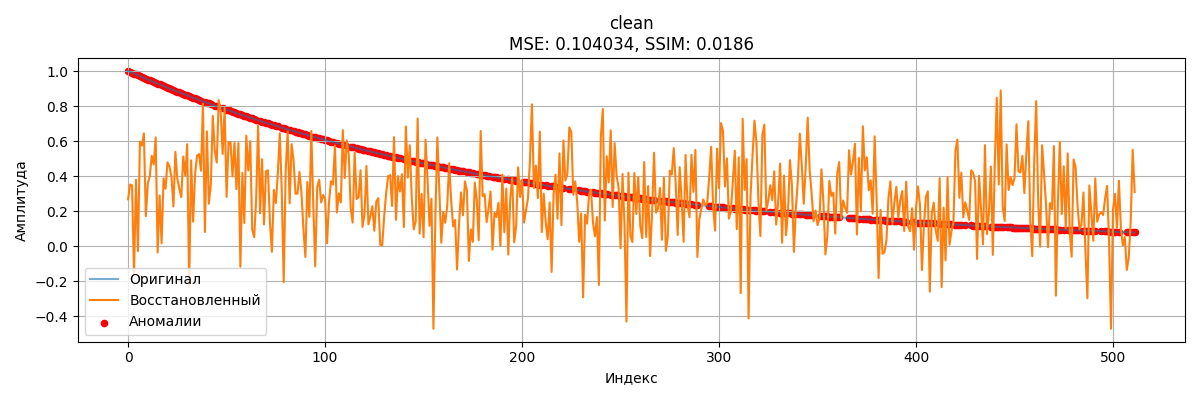 clean
MSE: 0.104034, SSIM: 0.0186
Амплитуда
1.0
0.8
0.6
0.4
0.2
0.0
−0.2
−0.4
Оригинал
Восстановленный
Аномалии
0
100
200
300
400
500
Индекс